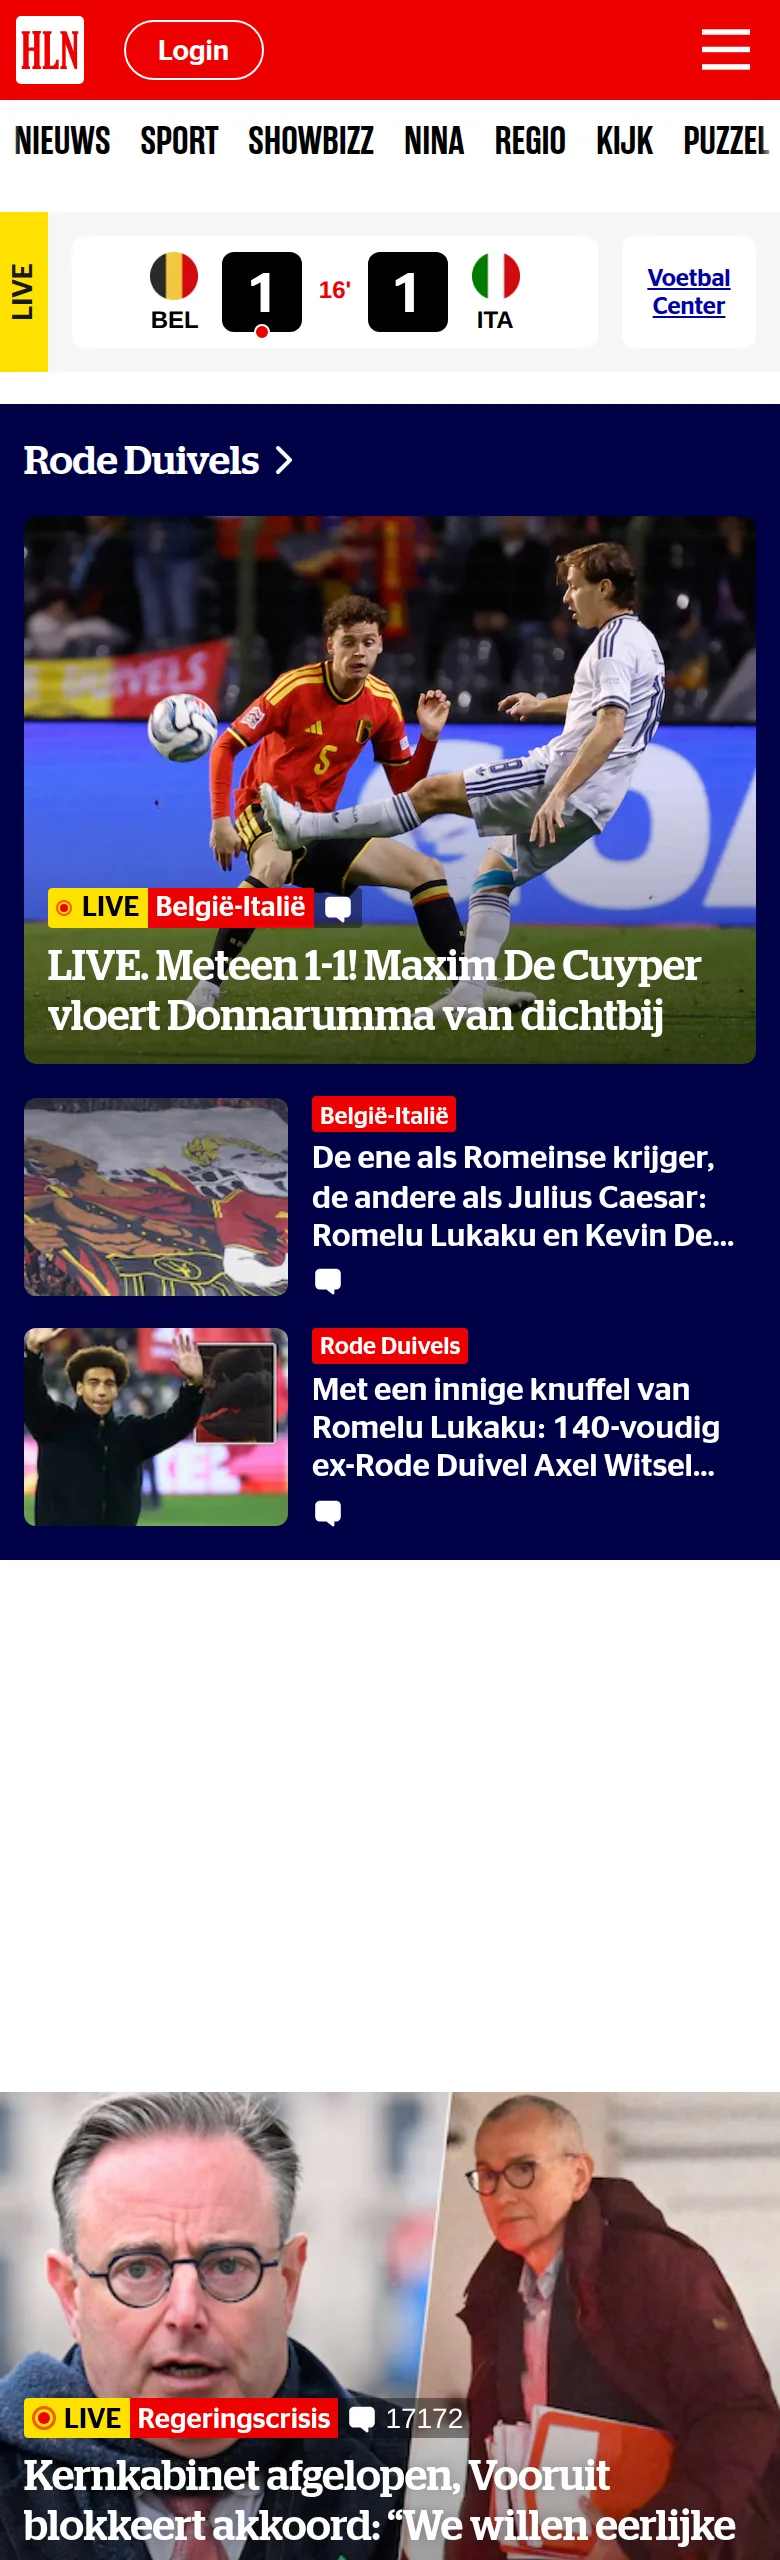 HLN
Login
NIEUWS SPORT SHOWBIZZ NINA REGIO KIJK PUZZEL
LIVE
BEL 1 16' 1 ITA
Voetbal
Center
Rode Duivels
5
8
LIVE België-Italië
LIVE. Meteen 1-1! Maxim De Cuyper
vloert Donnarumma van dichtbij
België-Italië
De ene als Romeinse krijger,
de andere als Julius Caesar:
Romelu Lukaku en Kevin De...
Rode Duivels
Met een innige knuffel van
Romelu Lukaku: 140-voudig
ex-Rode Duivel Axel Witsel...
LIVE Regeringscrisis 17172
Kernkabinet afgelopen, Vooruit
blokkeert akkoord: “We willen eerlijke